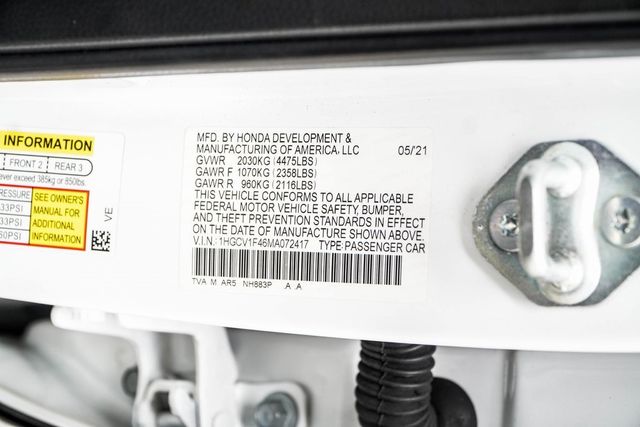 INFORMATION
FRONT 2 REAR 3
ever exceed 385kg or 850lbs.
PRESSURE
33PSI
33PSI
60PSI
SEE OWNER'S
MANUAL FOR
ADDITIONAL
INFORMATION
VE
MFD. BY HONDA DEVELOPMENT &
MANUFACTURING OF AMERICA, LLC 05/21
GVWR 2030KG (4475LBS)
GAWR F 1070KG (2358LBS)
GAWR R 960KG (2116LBS)
THIS VEHICLE CONFORMS TO ALL APPLICABLE
FEDERAL MOTOR VEHICLE SAFETY, BUMPER,
AND THEFT PREVENTION STANDARDS IN EFFECT
ON THE DATE OF MANUFACTURE SHOWN ABOVE.
V.I.N.: 1HGCV1F46MA072417 TYPE:PASSENGER CAR
TVA M AR5 NH883P .A .A